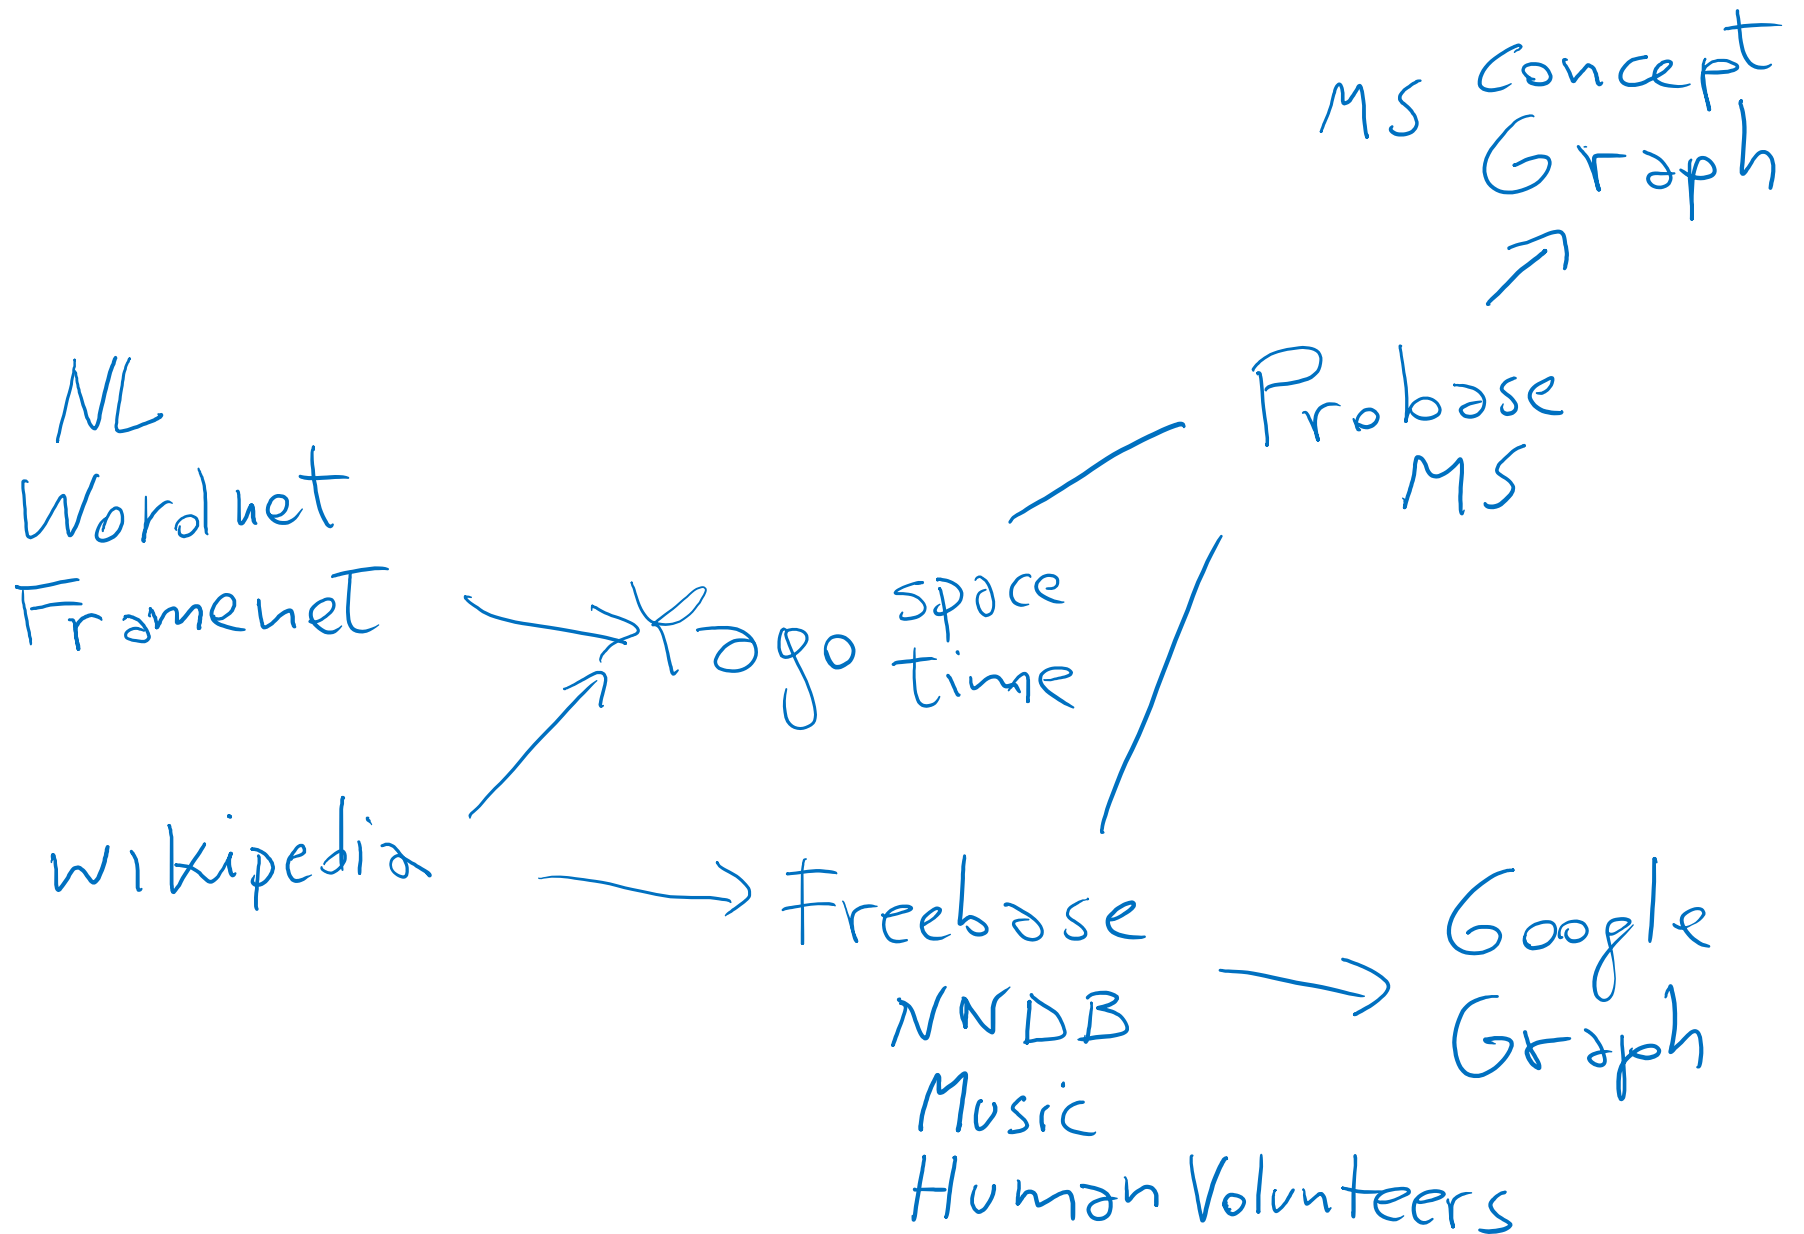 MS Concept
Graph
NL
Wordnet
Framenet
Probase
MS
Yago
space
time
Wikipedia
Freebase
NNDB
Music
Human Volunteers
Google
Graph